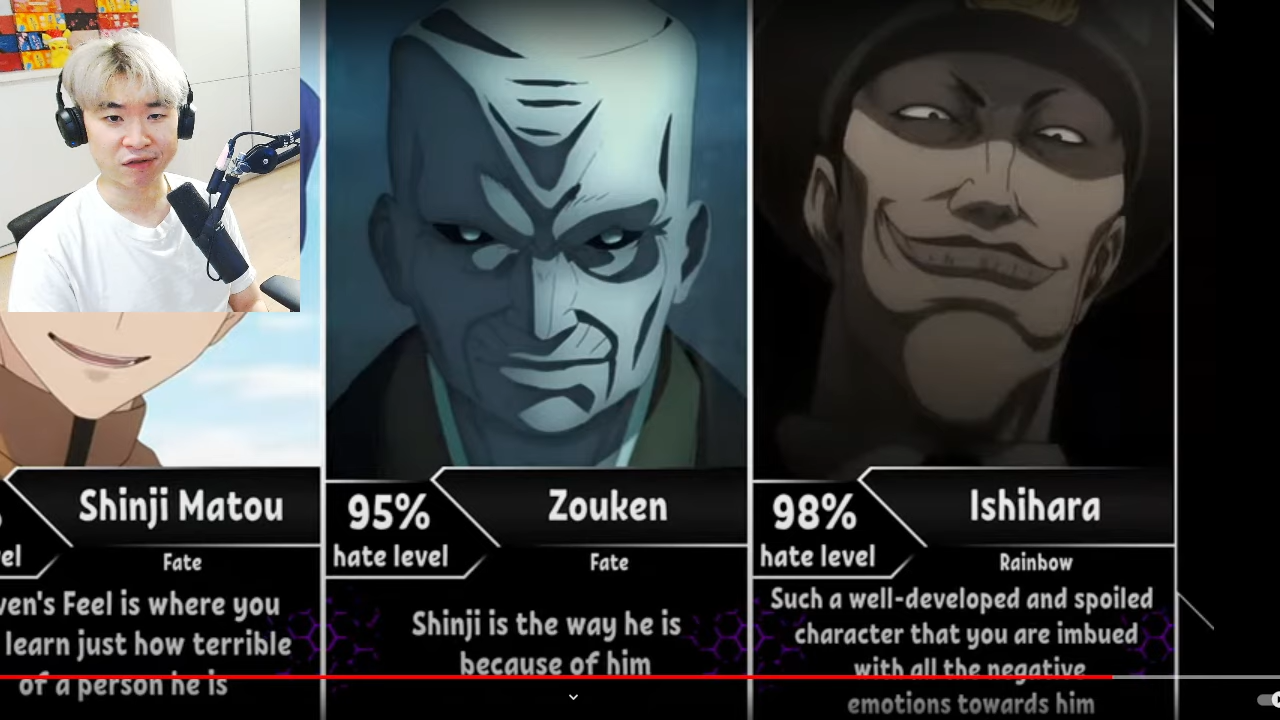 Shinji Matou
el
Fate
ven's Feel is where you
learn just how terrible
of a person he is
95%
hate level
Zouken
Fate
Shinji is the way he is
because of him
98%
hate level
Ishihara
Rainbow
Such a well-developed and spoiled
character that you are imbued
with all the negative
emotions towards him